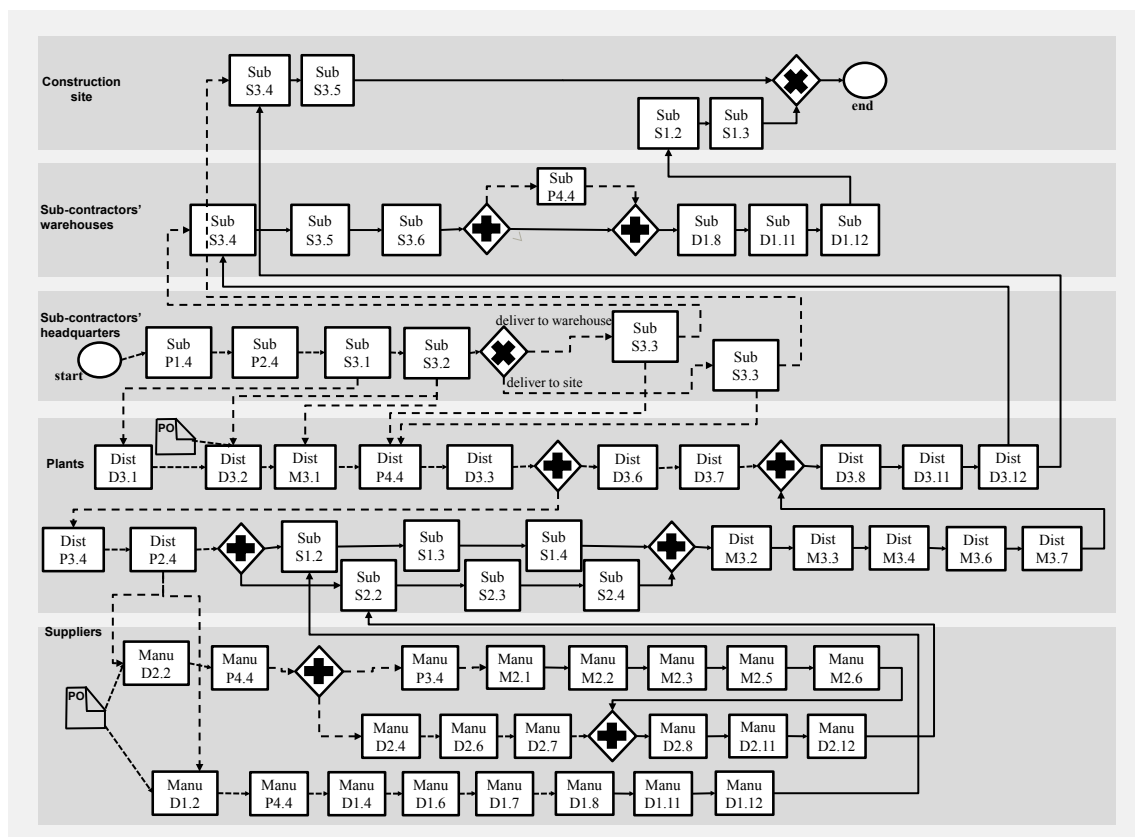 Construction
site
Sub
S3.4
Sub
S3.5
end
Sub
S1.2
Sub
S1.3
Sub-contractors'
warehouses
Sub
P4.4
Sub
S3.4
Sub
S3.5
Sub
S3.6
Sub
D1.8
Sub
D1.11
Sub
D1.12
Sub-contractors'
headquarters
start
Sub
P1.4
Sub
P2.4
Sub
S3.1
Sub
S3.2
deliver to warehouse
deliver to site
Sub
S3.3
Sub
S3.3
Plants
PO
Dist
D3.1
Dist
D3.2
Dist
M3.1
Dist
P4.4
Dist
D3.3
Dist
D3.6
Dist
D3.7
Dist
D3.8
Dist
D3.11
Dist
D3.12
Dist
P3.4
Dist
P2.4
Sub
S1.2
Sub
S1.3
Sub
S1.4
Sub
S2.2
Sub
S2.3
Sub
S2.4
Dist
M3.2
Dist
M3.3
Dist
M3.4
Dist
M3.6
Dist
M3.7
Suppliers
PO
Manu
D2.2
Manu
P4.4
Manu
P3.4
Manu
M2.1
Manu
M2.2
Manu
M2.3
Manu
M2.5
Manu
M2.6
Manu
D2.4
Manu
D2.6
Manu
D2.7
Manu
D2.8
Manu
D2.11
Manu
D2.12
Manu
D1.2
Manu
P4.4
Manu
D1.4
Manu
D1.6
Manu
D1.7
Manu
D1.8
Manu
D1.11
Manu
D1.12